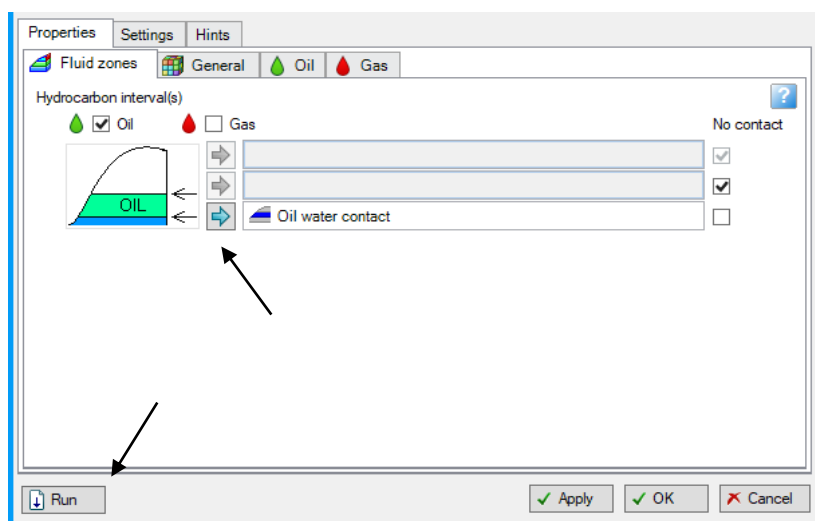 Properties Settings Hints
Fluid zones General Oil Gas
Hydrocarbon interval(s) ?
Oil Gas No contact
OIL
Oil water contact
Run Apply OK Cancel